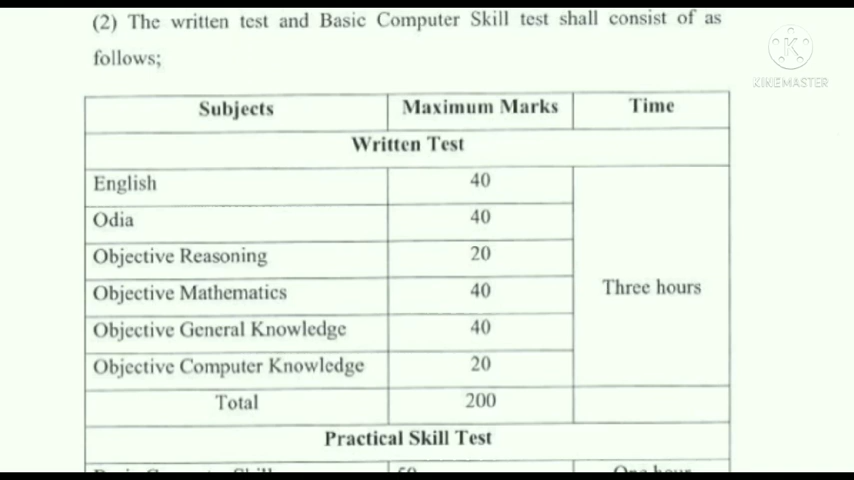 (2) The written test and Basic Computer Skill test shall consist of as
follows;
KINEMASTER
Subjects Maximum Marks Time
Written Test
English 40
Odia 40
Objective Reasoning 20
Objective Mathematics 40
Three hours
Objective General Knowledge 40
Objective Computer Knowledge 20
Total 200
Practical Skill Test